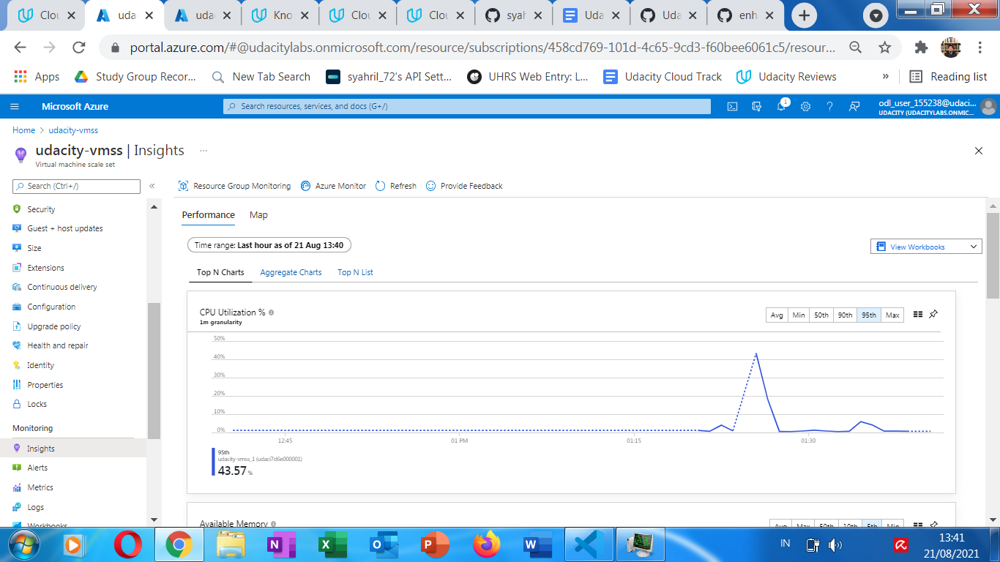 Clou
uda
uda
Kno
Clou
Clou
syah
Uda
Uda
enh
portal.azure.com/#@udacitylabs.onmicrosoft.com/resource/subscriptions/458cd769-101d-4c65-9cd3-f60bee6061c5/resour...
Apps
Study Group Recor...
New Tab Search
syahril_72's API Sett...
UHRS Web Entry: L...
Udacity Cloud Track
Udacity Reviews
»
Reading list
Microsoft Azure
Search resources, services, and docs (G+/)
1
odl_user_155238@udaci...
UDACITY (UDACITYLABS.ONMIC...
Home > udacity-vmss
udacity-vmss | Insights ...
Virtual machine scale set
Search (Ctrl+/)
«
Resource Group Monitoring
Azure Monitor
Refresh
Provide Feedback
Security
Guest + host updates
Size
Extensions
Continuous delivery
Configuration
Upgrade policy
Health and repair
Identity
Properties
Locks
Monitoring
Insights
Alerts
Metrics
Logs
Workbooks
Performance
Map
Time range: Last hour as of 21 Aug 13:40
View Workbooks
Top N Charts
Aggregate Charts
Top N List
CPU Utilization %
1m granularity
Avg Min 50th 90th 95th Max
50%
40%
30%
20%
10%
0%
12:45 01 PM 01:15 01:30
95th
udacity-vmss_1 (udaci7d6e000001)
43.57 %
Available Memory
Avg Max 50th 10th 5th Min
IN
13:41
21/08/2021